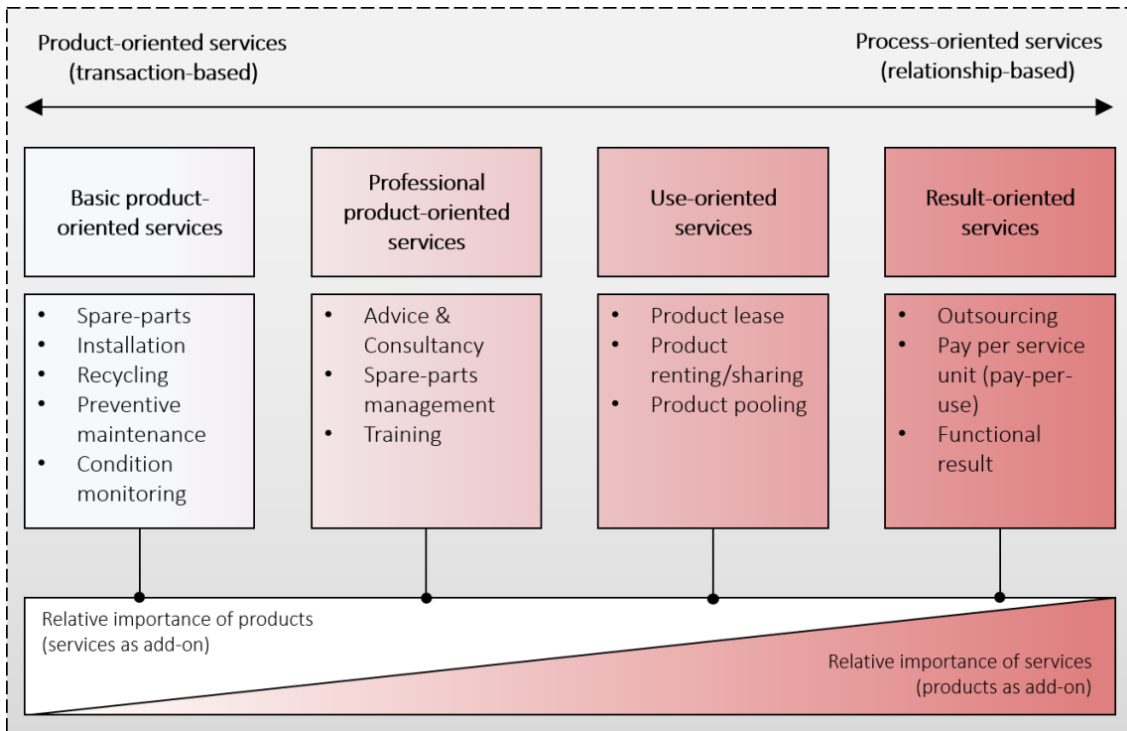 Product-oriented services
(transaction-based)
Process-oriented services
(relationship-based)
Basic product-
oriented services
Professional
product-oriented
services
Use-oriented
services
Result-oriented
services
• Spare-parts
• Installation
• Recycling
• Preventive
maintenance
• Condition
monitoring
• Advice &
Consultancy
• Spare-parts
management
• Training
• Product lease
• Product
renting/sharing
• Product pooling
• Outsourcing
• Pay per service
unit (pay-per-
use)
• Functional
result
Relative importance of products
(services as add-on)
Relative importance of services
(products as add-on)